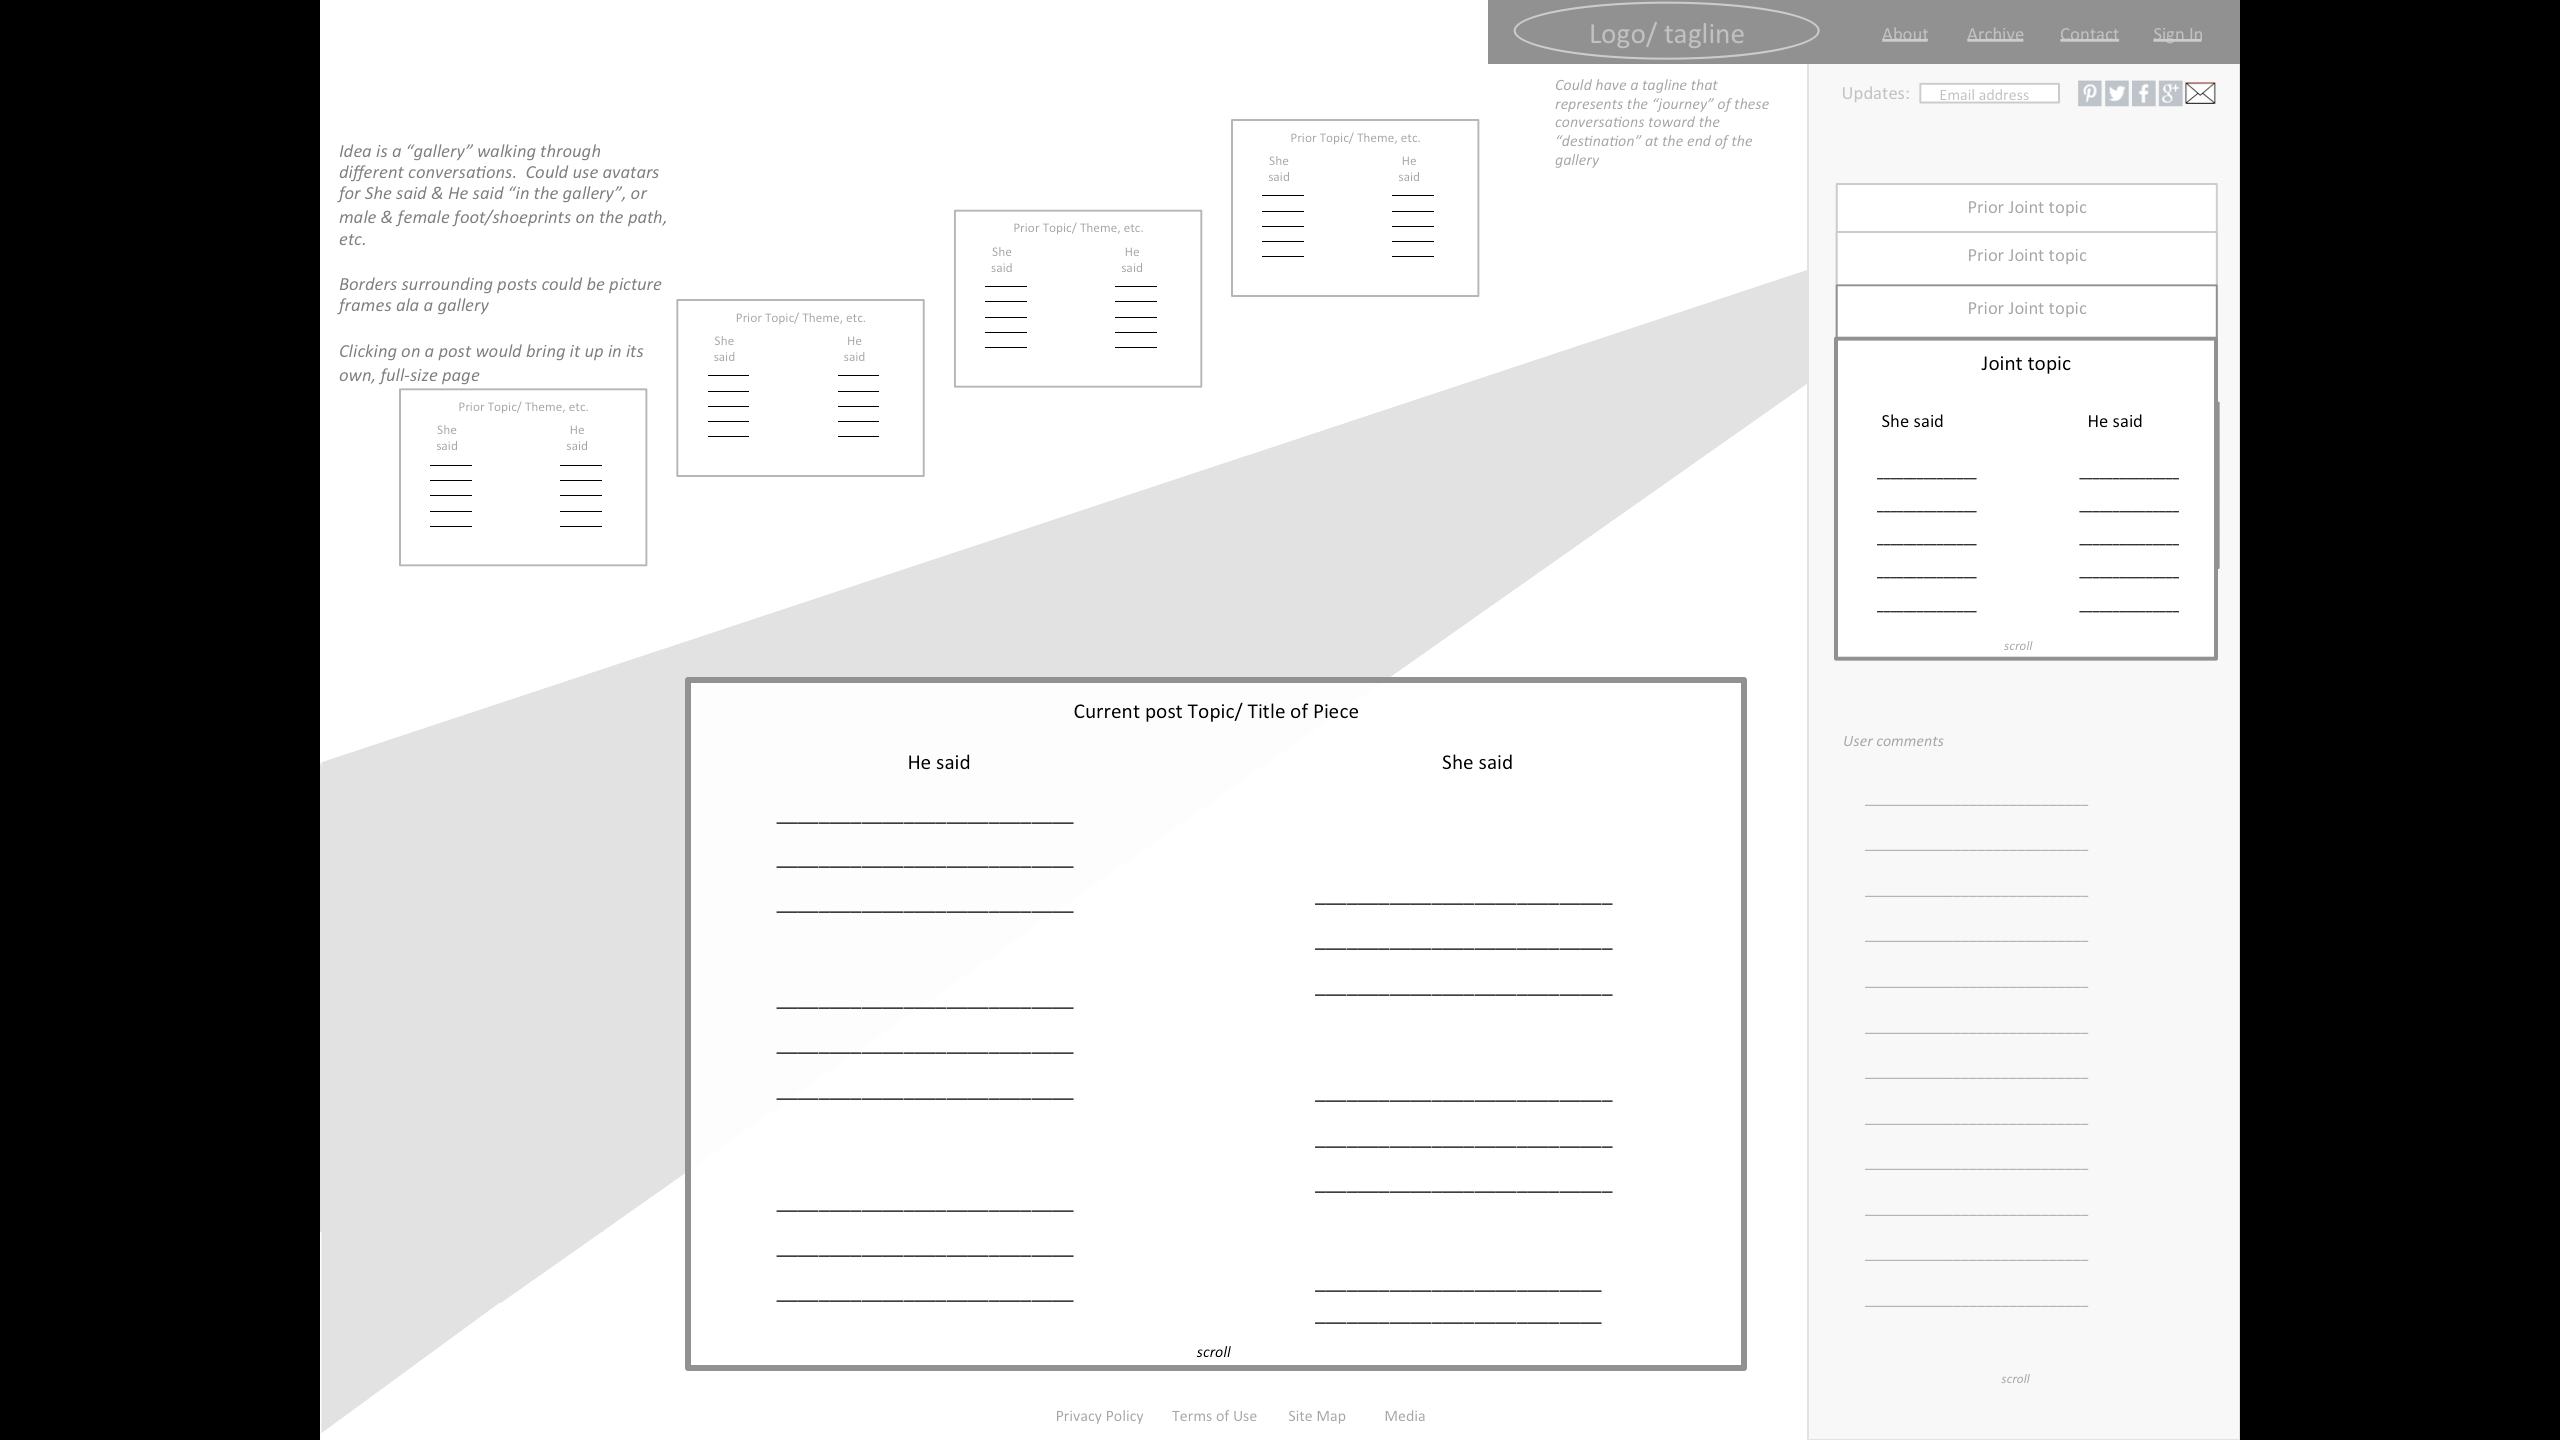 Logo/ tagline
About
Archive
Contact
Sign In
Could have a tagline that
represents the “journey” of these
conversations toward the
“destination” at the end of the
gallery
Idea is a “gallery” walking through
different conversations.  Could use avatars
for She said & He said “in the gallery”, or
male & female foot/shoeprints on the path,
etc.
Borders surrounding posts could be picture
frames ala a gallery
Clicking on a post would bring it up in its
own, full-size page
Prior Topic/ Theme, etc.
She
said
He
said
Prior Topic/ Theme, etc.
She
said
He
said
Prior Topic/ Theme, etc.
She
said
He
said
Prior Topic/ Theme, etc.
She
said
He
said
Current post Topic/ Title of Piece
He said
She said
scroll
Privacy Policy
Terms of Use
Site Map
Media
Updates:
Email address
Prior Joint topic
Prior Joint topic
Prior Joint topic
Joint topic
She said
He said
scroll
User comments
scroll